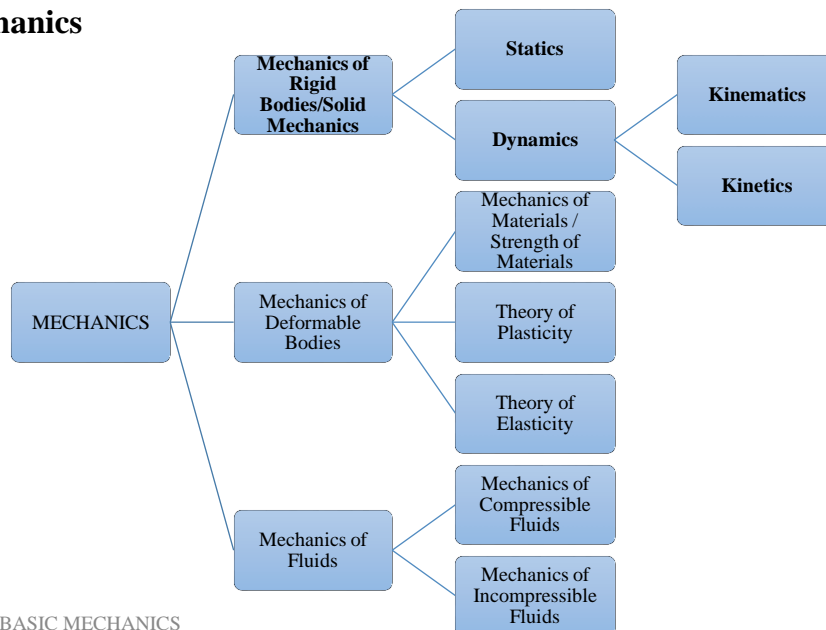 hanics
Mechanics of
Rigid
Bodies/Solid
Mechanics
Statics
Dynamics
Kinematics
Kinetics
MECHANICS
Mechanics of
Deformable
Bodies
Mechanics of
Materials /
Strength of
Materials
Theory of
Plasticity
Theory of
Elasticity
Mechanics of
Fluids
Mechanics of
Compressible
Fluids
Mechanics of
Incompressible
Fluids
BASIC MECHANICS